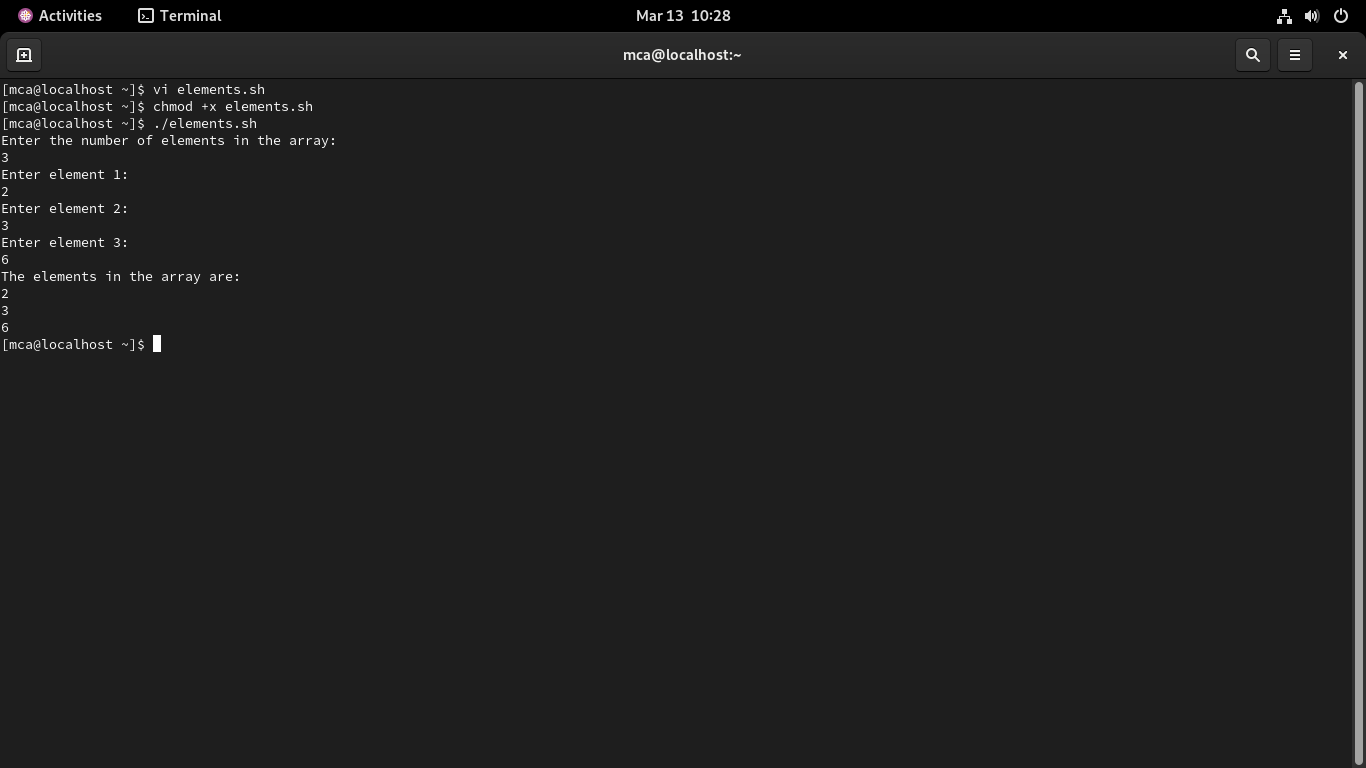 Activities Terminal Mar 13 10:28
mca@localhost:~
[mca@localhost ~]$ vi elements.sh
[mca@localhost ~]$ chmod +x elements.sh
[mca@localhost ~]$ ./elements.sh
Enter the number of elements in the array:
3
Enter element 1:
2
Enter element 2:
3
Enter element 3:
6
The elements in the array are:
2
3
6
[mca@localhost ~]$